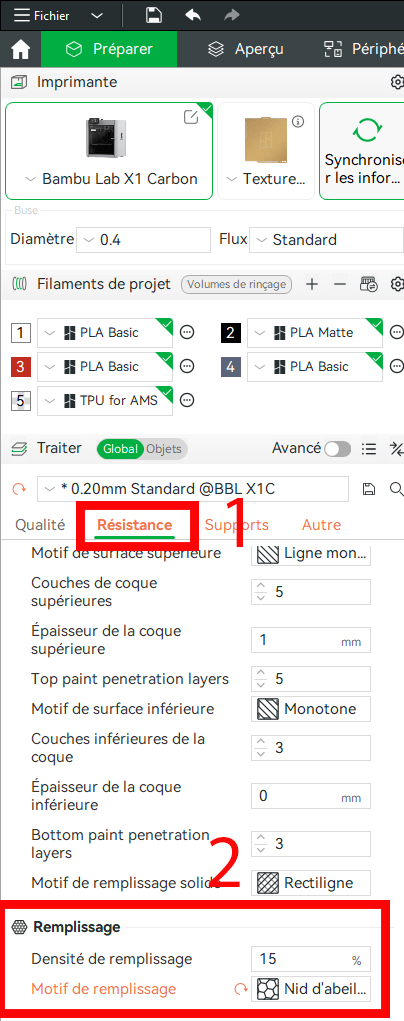 Fichier
Préparer
Aperçu
Périphé
Imprimante
Bambu Lab X1 Carbon
Texture...
Synchronise
r les infor...
Buse
Diamètre
0.4
Flux
Standard
Filaments de projet
Volumes de rinçage
1
PLA Basic
2
PLA Matte
3
PLA Basic
4
PLA Basic
5
TPU for AMS
Traiter
Global
Objets
Avancé
* 0.20mm Standard @BBL X1C
Qualité
Résistance
1
Supports
Autre
Motif de surface supérieure
Ligne mon...
Couches de coque
supérieures
5
Épaisseur de la coque
supérieure
1
mm
Top paint penetration layers
5
Motif de surface inférieure
Monotone
Couches inférieures de la
coque
3
Épaisseur de la coque
inférieure
0
mm
Bottom paint penetration
layers
3
2
Motif de remplissage solide
Rectiligne
Remplissage
Densité de remplissage
15
%
Motif de remplissage
Nid d'abeil...